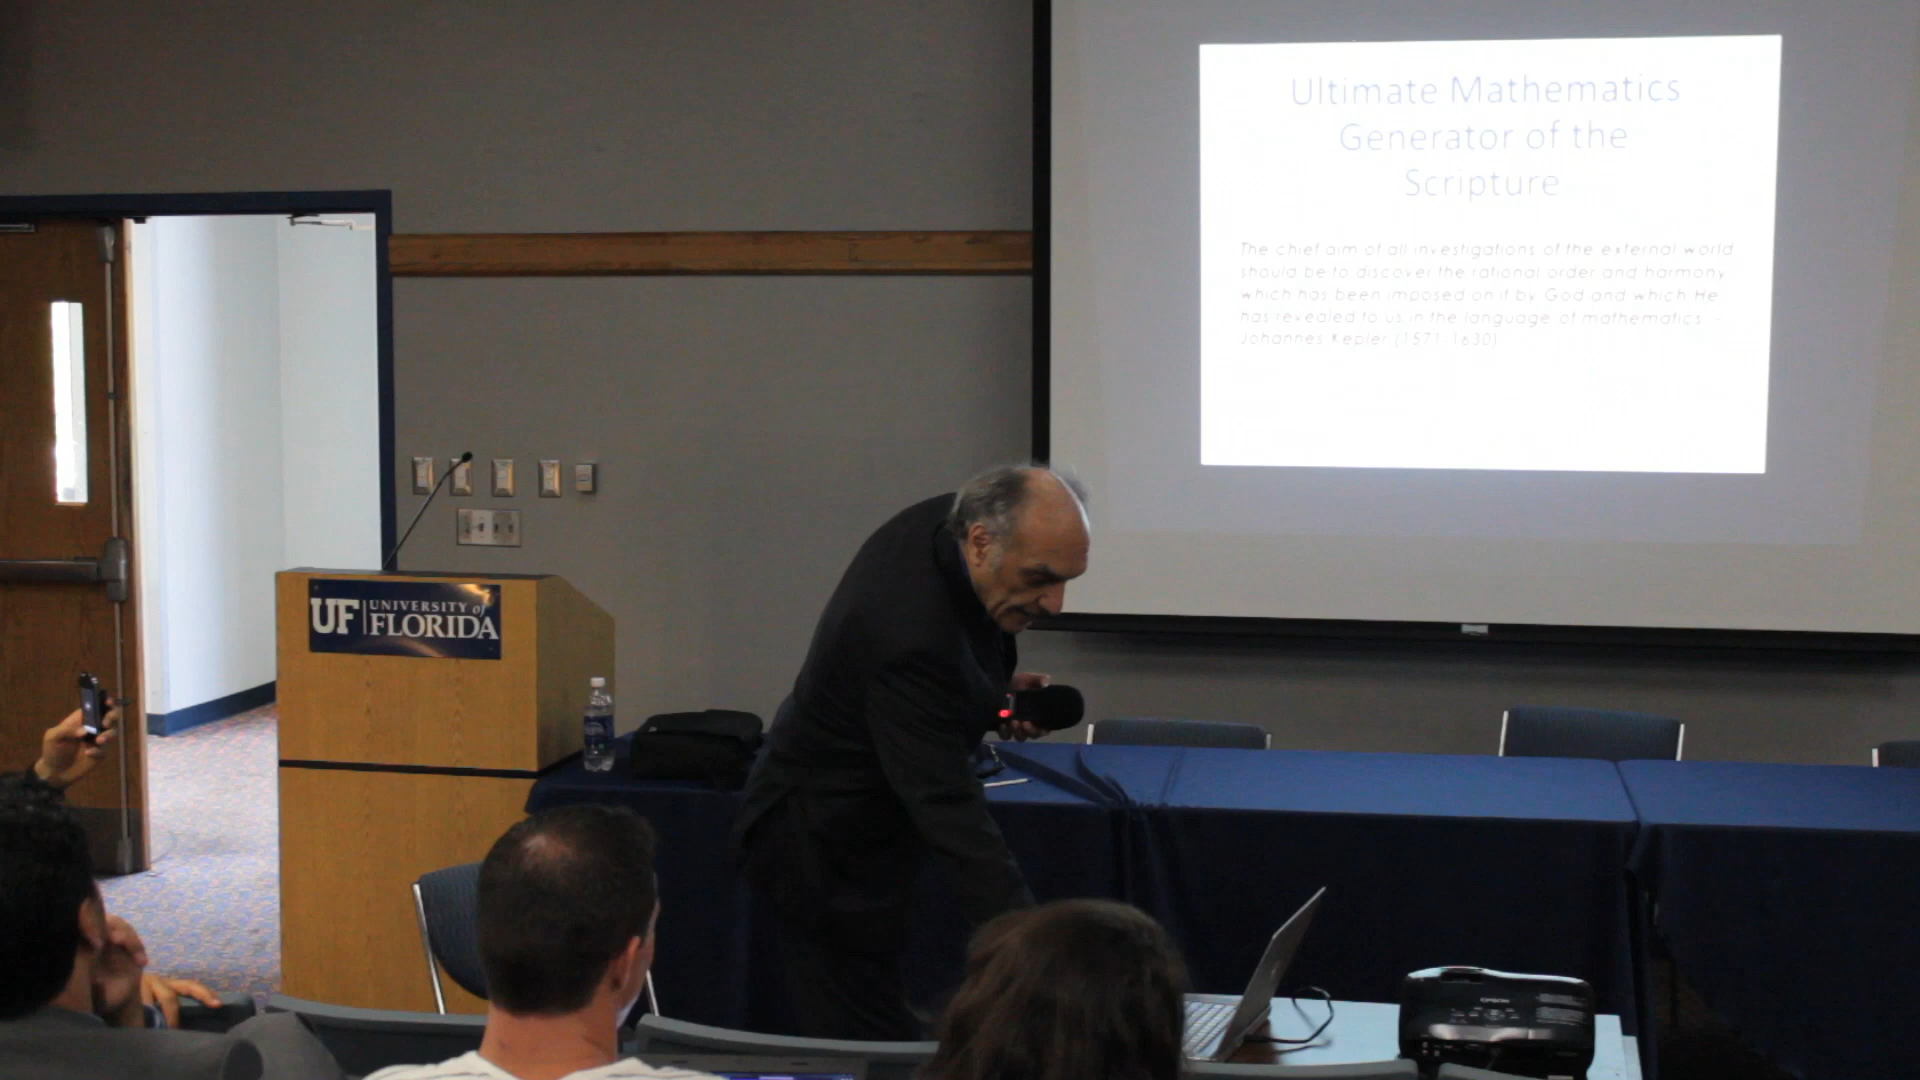 Ultimate Mathematics
Generator of the
Scripture
The chief aim of all investigations of the external world
should be to discover the rational order and harmony
which has been imposed on it by God and which He
has revealed to us in the language of mathematics. -
Johannes Kepler (1571-1630)
UF UNIVERSITY of
FLORIDA
EPSON